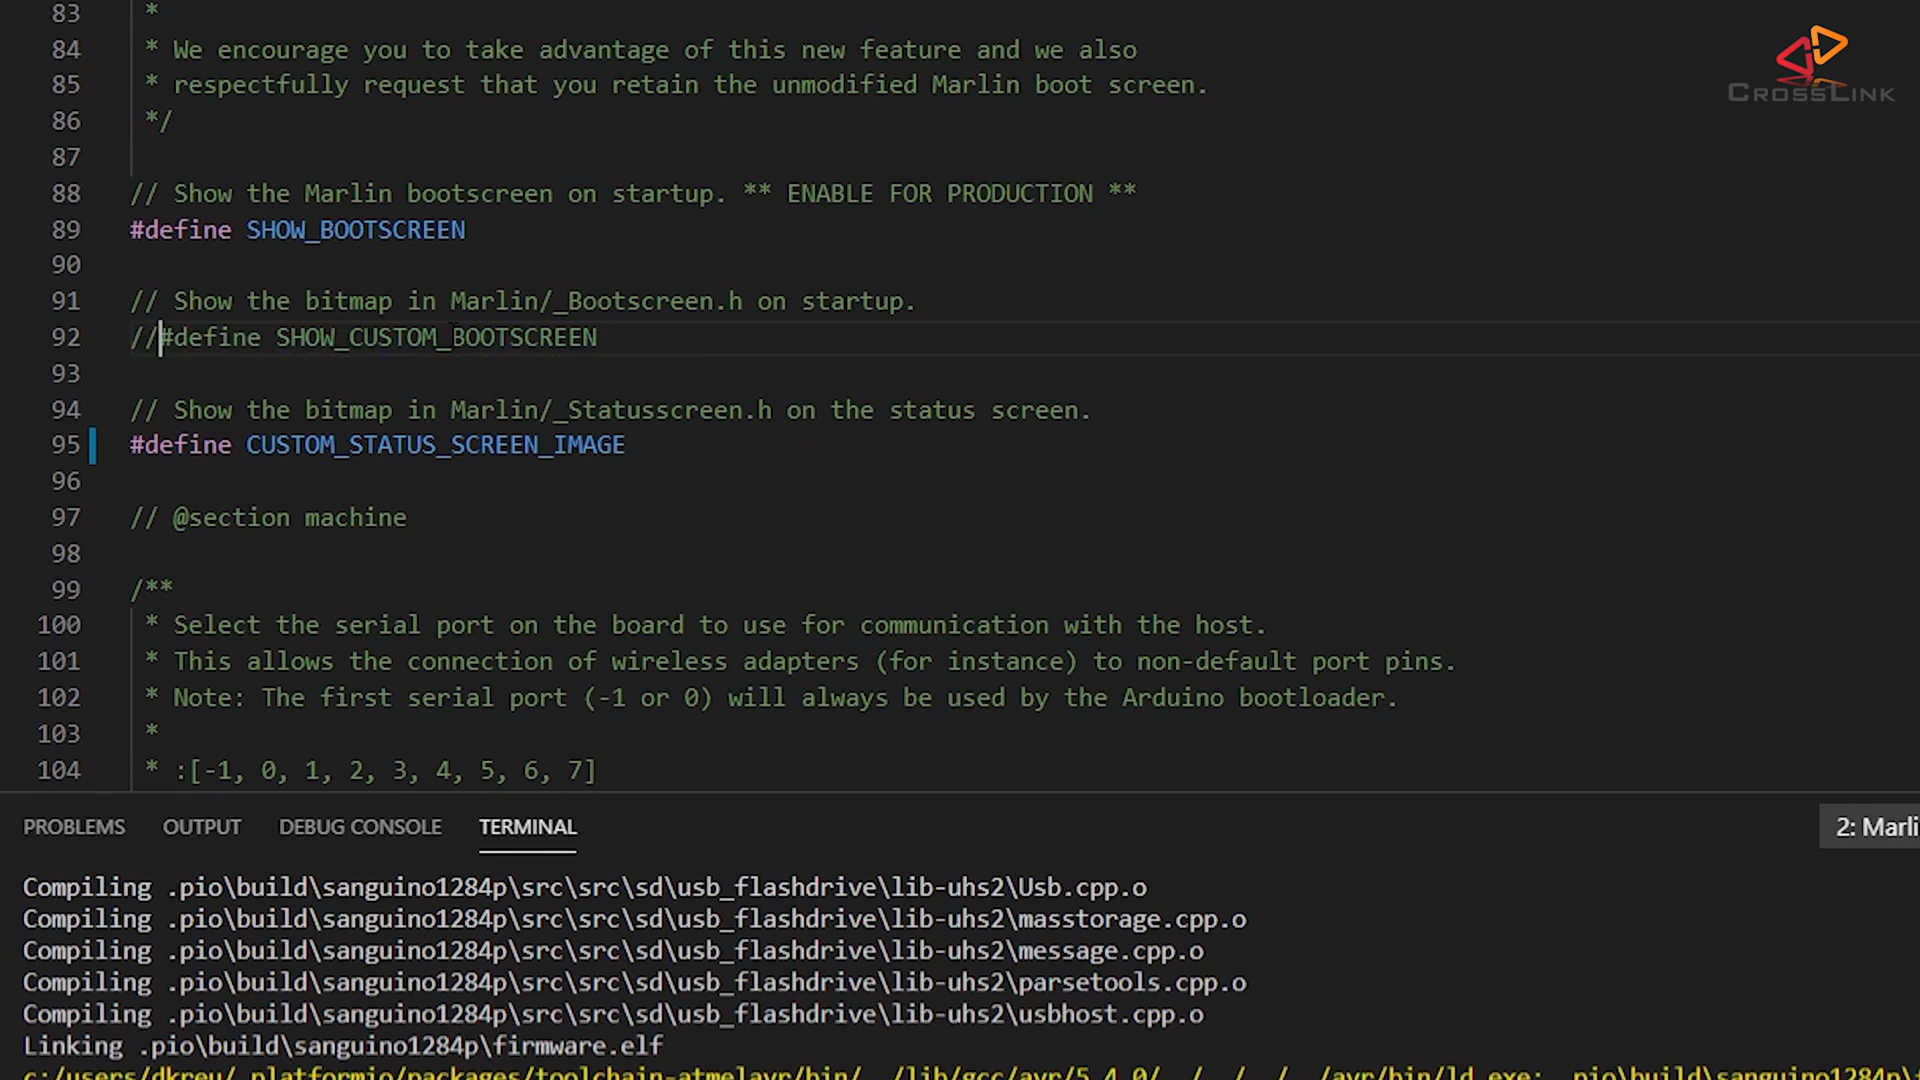 83 *
84 * We encourage you to take advantage of this new feature and we also
85 * respectfully request that you retain the unmodified Marlin boot screen.
86 */
87
88 // Show the Marlin bootscreen on startup. ** ENABLE FOR PRODUCTION **
89 #define SHOW_BOOTSCREEN
90
91 // Show the bitmap in Marlin/_Bootscreen.h on startup.
92 //#define SHOW_CUSTOM_BOOTSCREEN
93
94 // Show the bitmap in Marlin/_Statusscreen.h on the status screen.
95 #define CUSTOM_STATUS_SCREEN_IMAGE
96
97 // @section machine
98
99 /**
100 * Select the serial port on the board to use for communication with the host.
101 * This allows the connection of wireless adapters (for instance) to non-default port pins.
102 * Note: The first serial port (-1 or 0) will always be used by the Arduino bootloader.
103 *
104 * :[-1, 0, 1, 2, 3, 4, 5, 6, 7]
CROSSLINK
PROBLEMS OUTPUT DEBUG CONSOLE TERMINAL 2: Marli
Compiling .pio\build\sanguino1284p\src\src\sd\usb_flashdrive\lib-uhs2\Usb.cpp.o
Compiling .pio\build\sanguino1284p\src\src\sd\usb_flashdrive\lib-uhs2\masstorage.cpp.o
Compiling .pio\build\sanguino1284p\src\src\sd\usb_flashdrive\lib-uhs2\message.cpp.o
Compiling .pio\build\sanguino1284p\src\src\sd\usb_flashdrive\lib-uhs2\parsetools.cpp.o
Compiling .pio\build\sanguino1284p\src\src\sd\usb_flashdrive\lib-uhs2\usbhost.cpp.o
Linking .pio\build\sanguino1284p\firmware.elf